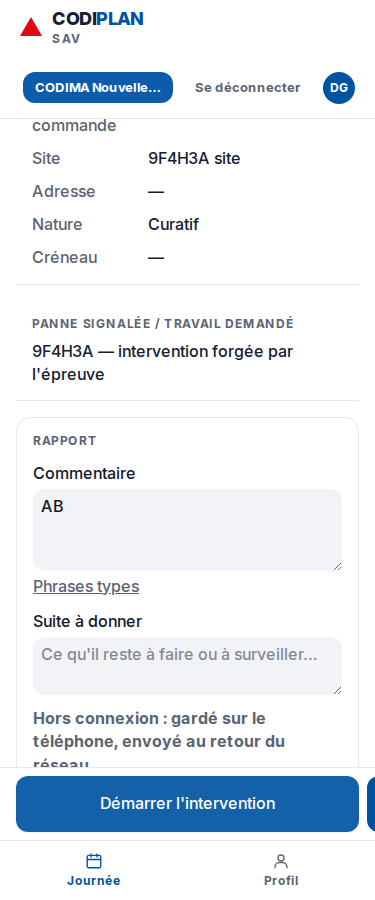 CODIPLAN
SAV
CODIMA Nouvelle...
Se déconnecter
DG
commande
Site
9F4H3A site
Adresse
—
Nature
Curatif
Créneau
—
PANNE SIGNALÉE / TRAVAIL DEMANDÉ
9F4H3A — intervention forgée par
l'épreuve
RAPPORT
Commentaire
AB
Phrases types
Suite à donner
Ce qu'il reste à faire ou à surveiller...
Hors connexion : gardé sur le
téléphone, envoyé au retour du
réseau
Démarrer l'intervention
Journée
Profil